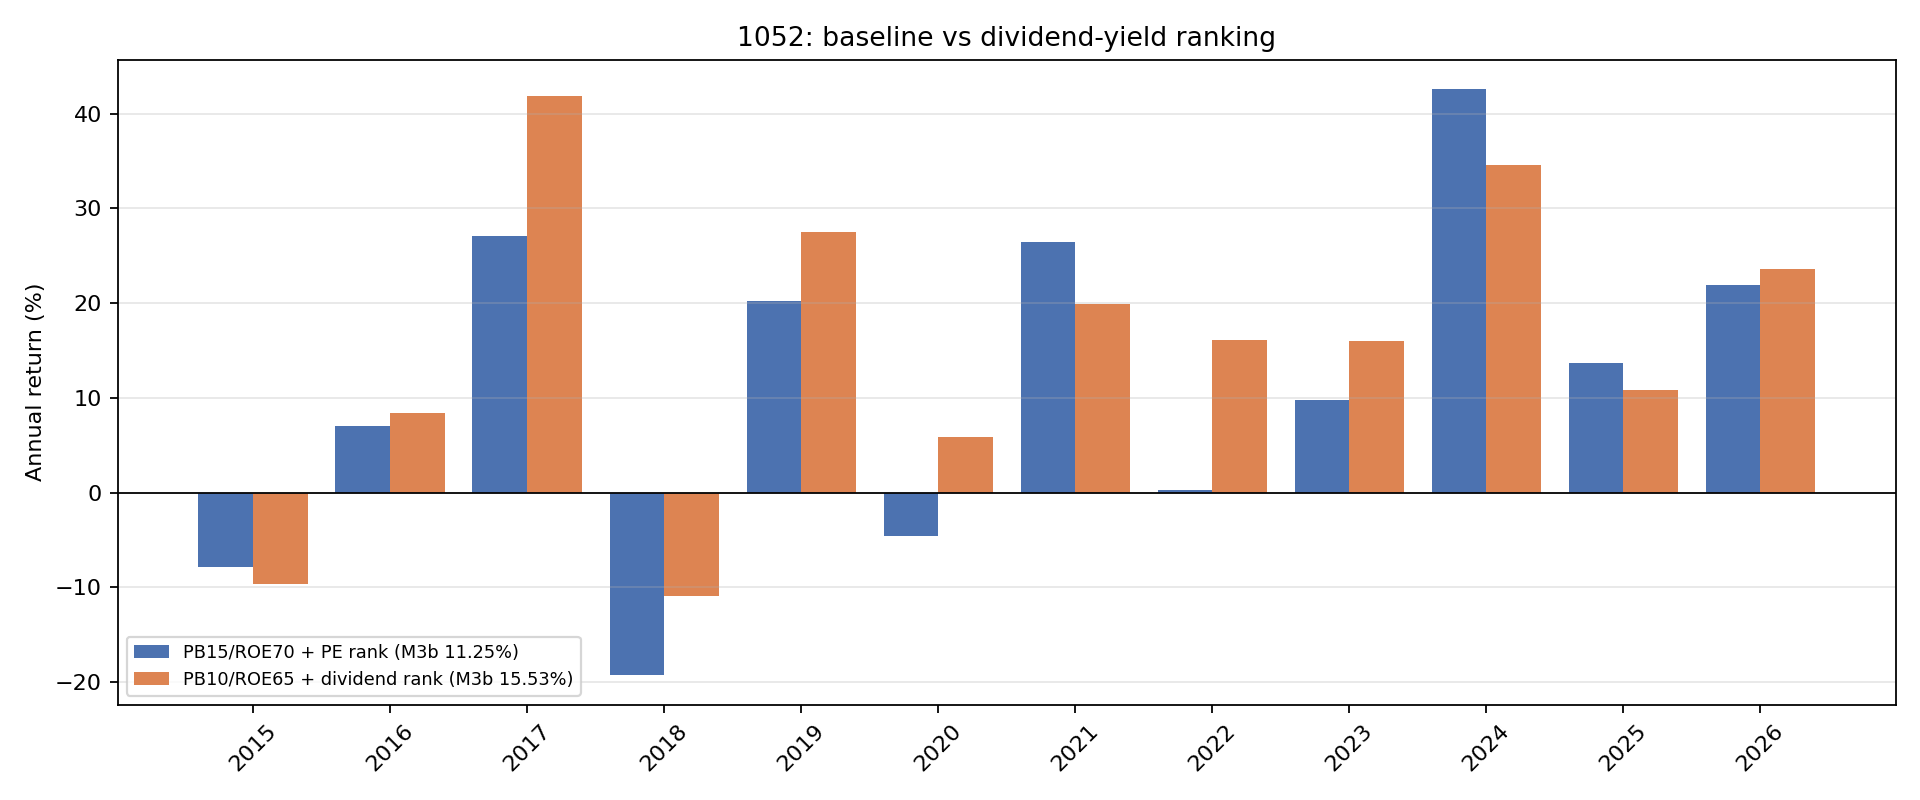 1052: baseline vs dividend-yield ranking
Annual return (%)
40
30
20
10
0
−10
−20
PB15/ROE70 + PE rank (M3b 11.25%)
PB10/ROE65 + dividend rank (M3b 15.53%)
2015 2016 2017 2018 2019 2020 2021 2022 2023 2024 2025 2026